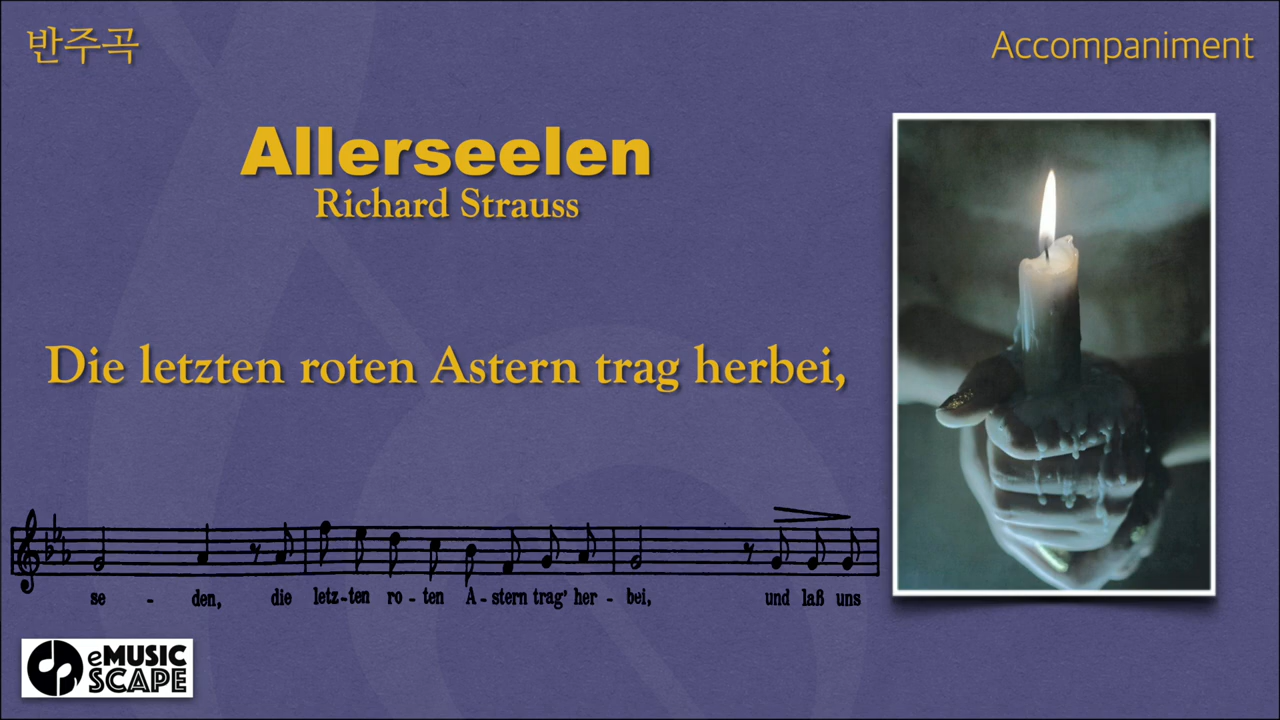 반주곡
Accompaniment
Allerseelen
Richard Strauss
Die letzten roten Astern trag herbei,
se - den, die letz-ten ro - ten A - stern trag' her - bei, und laß uns
eMUSIC
SCAPE